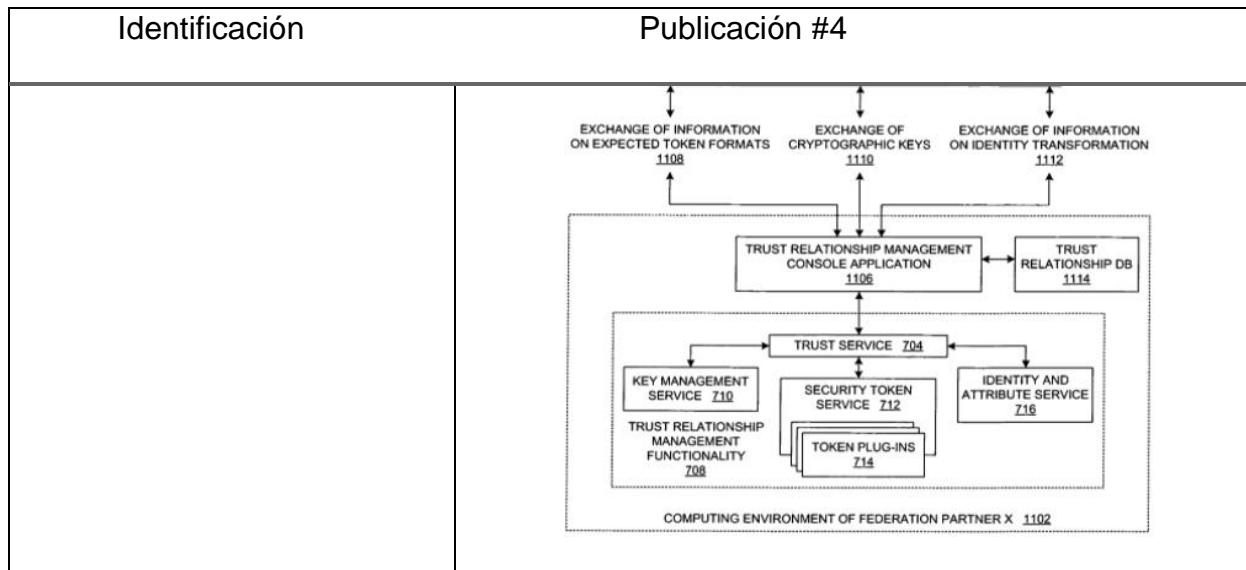 Identificación
Publicación #4
EXCHANGE OF INFORMATION
ON EXPECTED TOKEN FORMATS
1108
EXCHANGE OF
CRYPTOGRAPHIC KEYS
1110
EXCHANGE OF INFORMATION
ON IDENTITY TRANSFORMATION
1112
TRUST RELATIONSHIP MANAGEMENT
CONSOLE APPLICATION
1106
TRUST
RELATIONSHIP DB
1114
TRUST SERVICE 704
KEY MANAGEMENT
SERVICE 710
SECURITY TOKEN
SERVICE 712
IDENTITY AND
ATTRIBUTE SERVICE
716
TRUST RELATIONSHIP
MANAGEMENT
FUNCTIONALITY
708
TOKEN PLUG-INS
714
COMPUTING ENVIRONMENT OF FEDERATION PARTNER X 1102